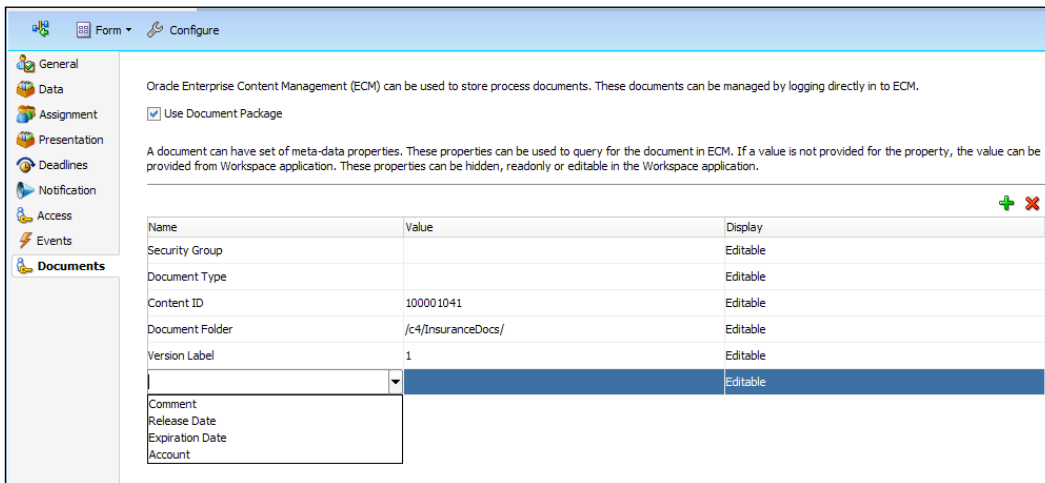 Form Configure
General
Data
Assignment
Presentation
Deadlines
Notification
Access
Events
Documents
Oracle Enterprise Content Management (ECM) can be used to store process documents. These documents can be managed by logging directly in to ECM.
Use Document Package
A document can have set of meta-data properties. These properties can be used to query for the document in ECM. If a value is not provided for the property, the value can be
provided from Workspace application. These properties can be hidden, readonly or editable in the Workspace application.
Name Value Display
Security Group Editable
Document Type Editable
Content ID 100001041 Editable
Document Folder /c4/InsuranceDocs/ Editable
Version Label 1 Editable
Editable
Comment
Release Date
Expiration Date
Account